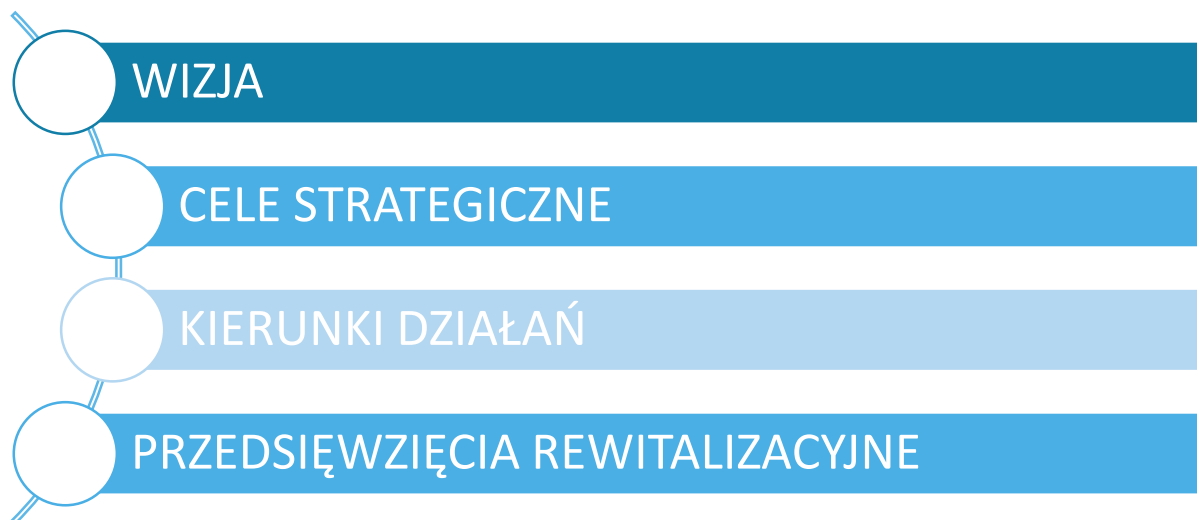 WIZJA
CELE STRATEGICZNE
KIERUNKI DZIAŁAŃ
PRZEDSIĘWZIĘCIA REWITALIZACYJNE